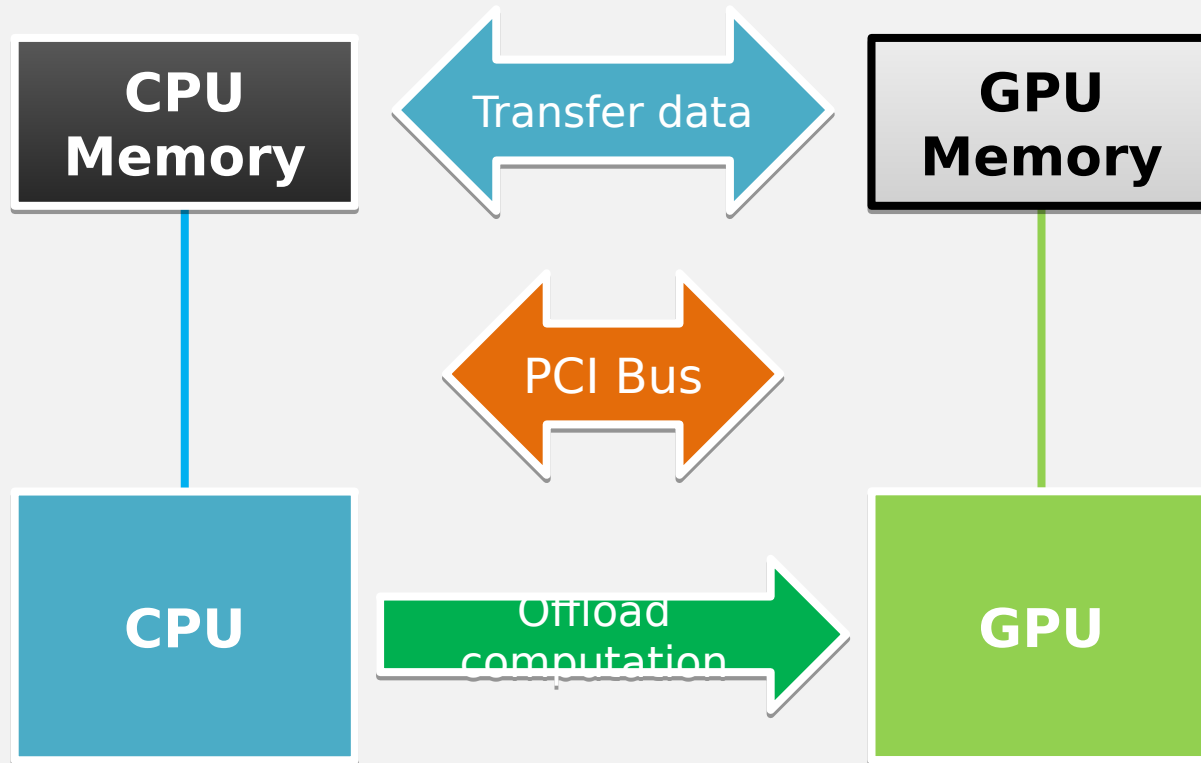 CPU
Memory
Transfer data
GPU
Memory
PCI Bus
CPU
Offload
computation
GPU